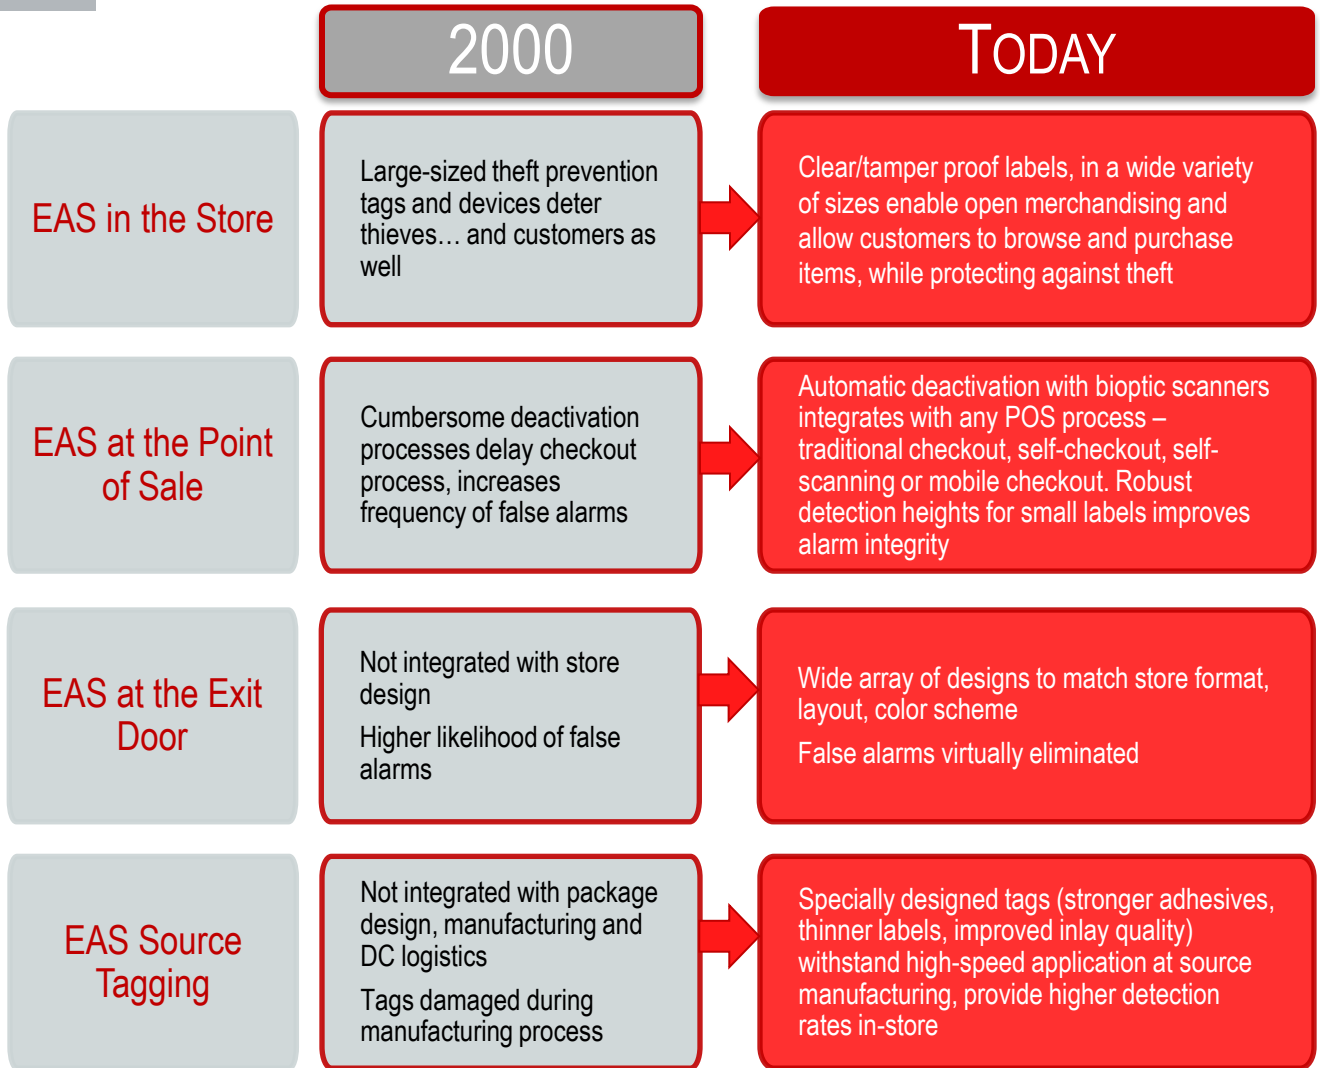 2000
TODAY
EAS in the Store
Large-sized theft prevention
tags and devices deter
thieves… and customers as
well
Clear/tamper proof labels, in a wide variety
of sizes enable open merchandising and
allow customers to browse and purchase
items, while protecting against theft
EAS at the Point
of Sale
Cumbersome deactivation
processes delay checkout
process, increases
frequency of false alarms
Automatic deactivation with bioptic scanners
integrates with any POS process –
traditional checkout, self-checkout, self-
scanning or mobile checkout. Robust
detection heights for small labels improves
alarm integrity
EAS at the Exit
Door
Not integrated with store
design
Higher likelihood of false
alarms
Wide array of designs to match store format,
layout, color scheme
False alarms virtually eliminated
EAS Source
Tagging
Not integrated with package
design, manufacturing and
DC logistics
Tags damaged during
manufacturing process
Specially designed tags (stronger adhesives,
thinner labels, improved inlay quality)
withstand high-speed application at source
manufacturing, provide higher detection
rates in-store